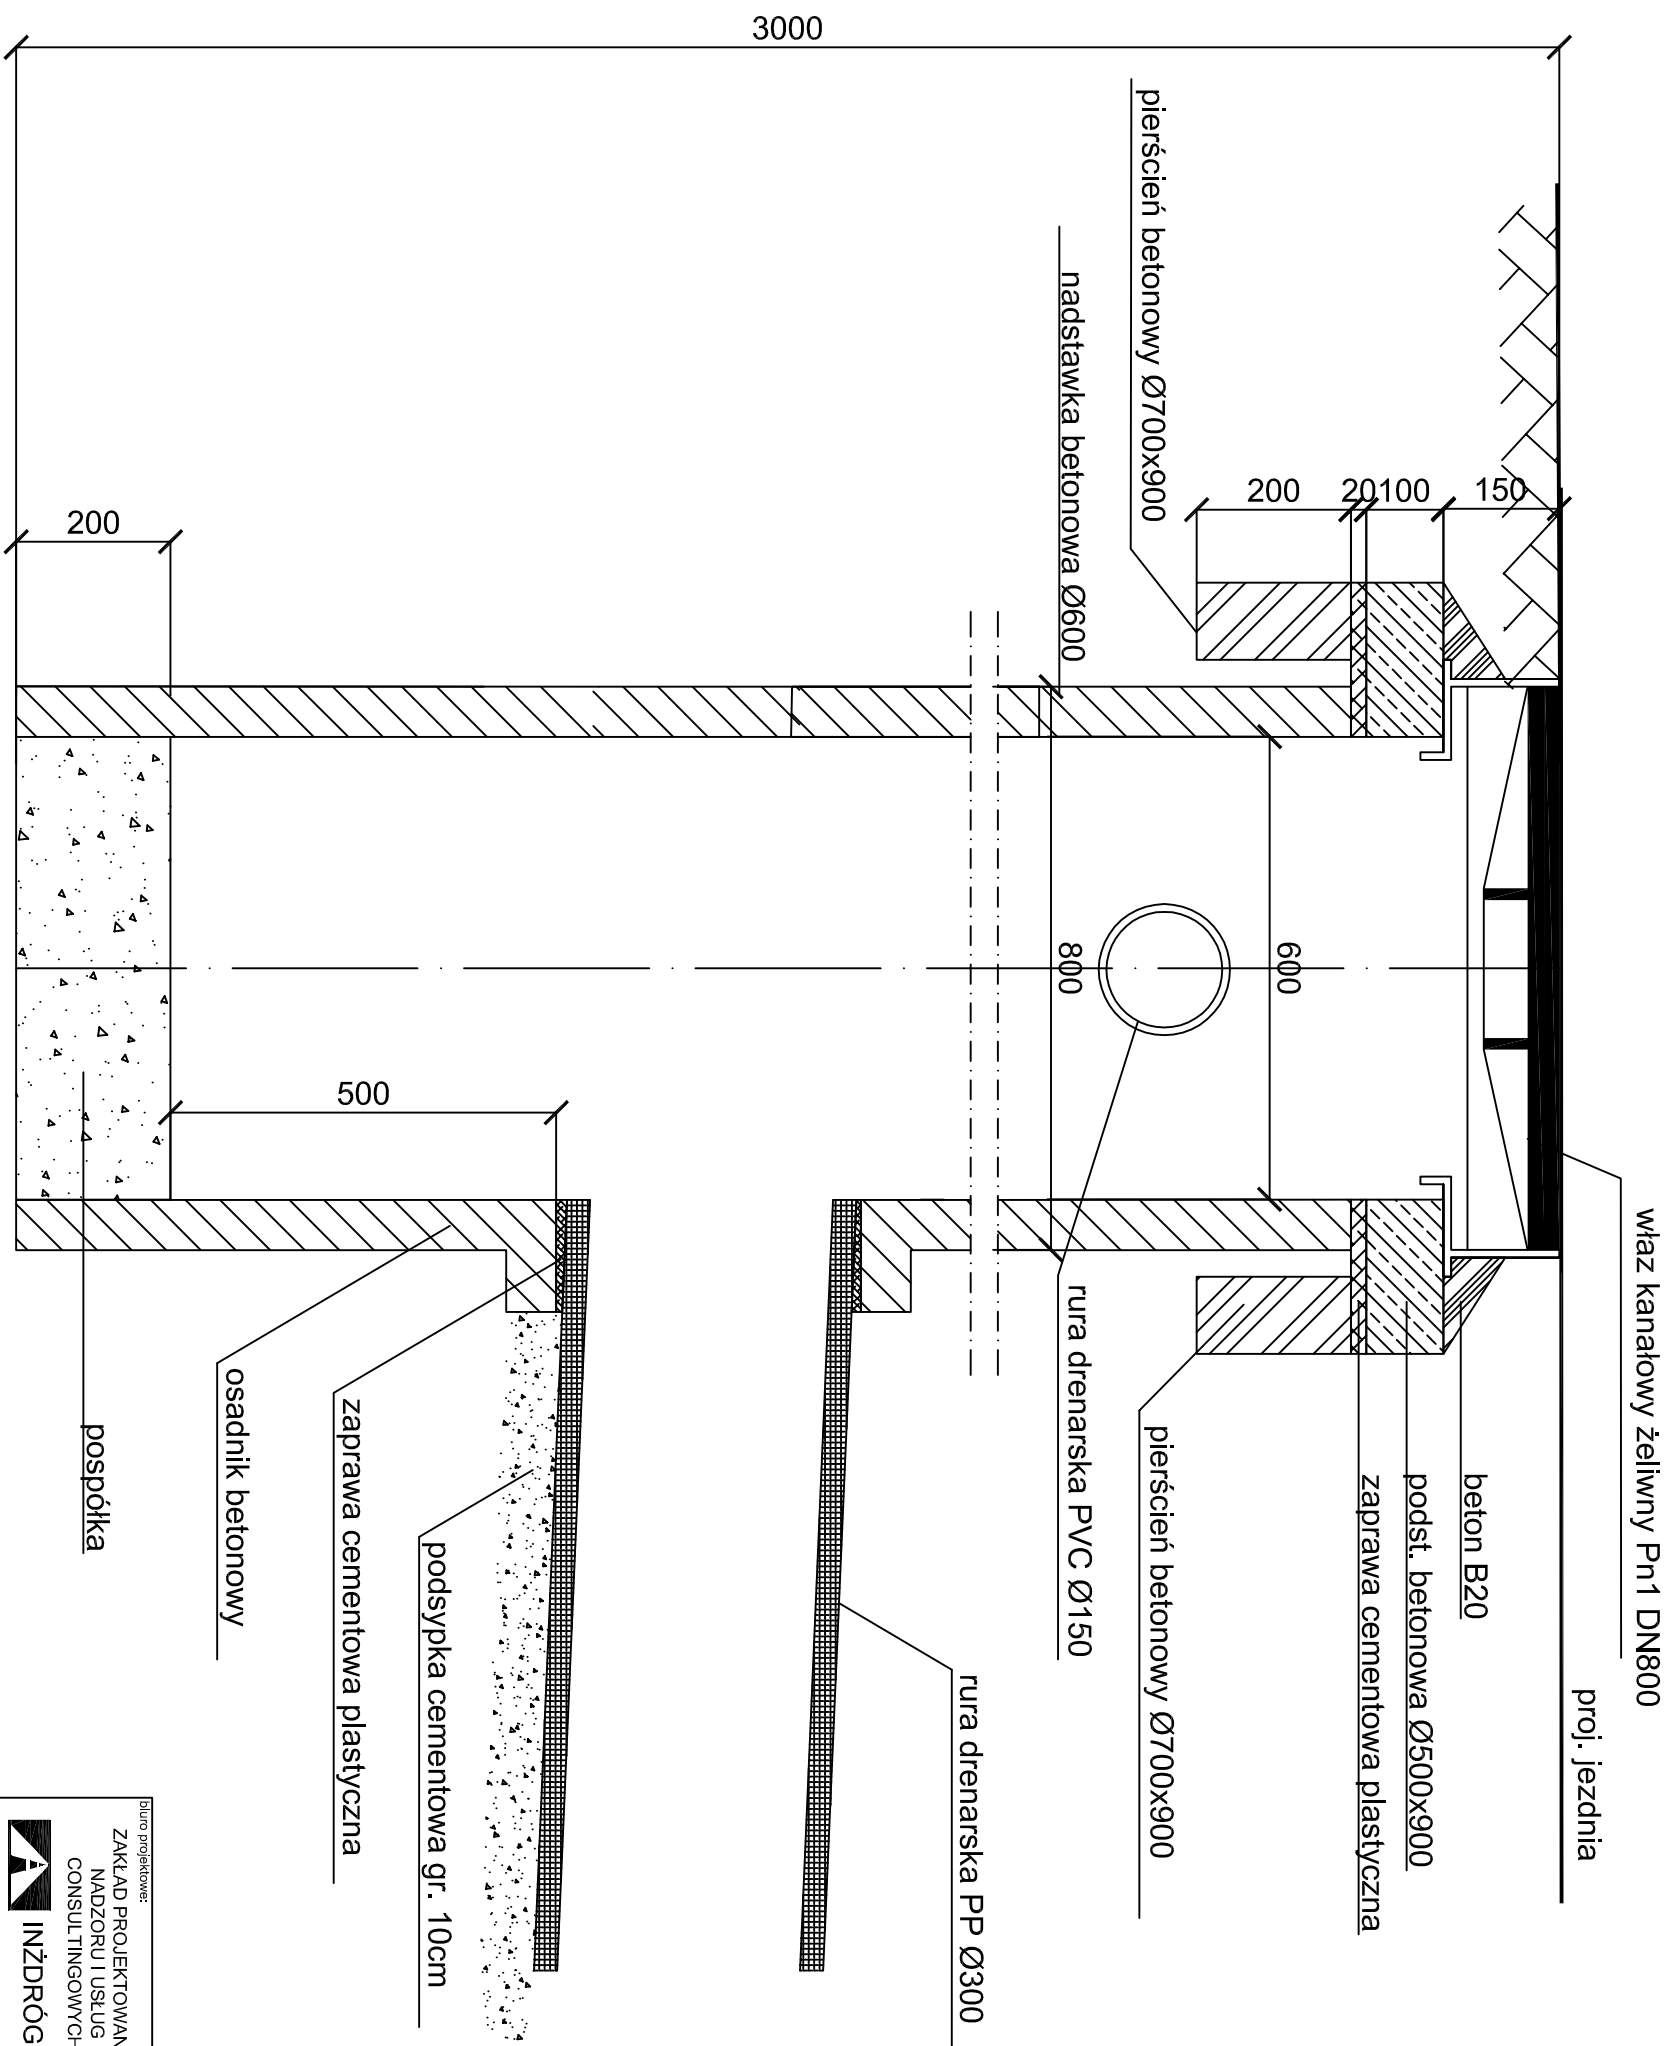 właz kanałowy żeliwny Pn1 DN800
proj. jezdnia
beton B20
podst. betonowa Ø500x900
zaprawa cementowa plastyczna
pierścień betonowy Ø700x900
rura drenarska PVC Ø150
rura drenarska PP Ø300
podsypka cementowa gr. 10cm
zaprawa cementowa plastyczna
osadnik betonowy
pospółka
pierścień betonowy Ø700x900
nadstawka betonowa Ø600
3000
150
100
20
200
200
500
600
800
biuro projektowe:
ZAKŁAD PROJEKTOWAN
NADZORU I USŁUG
CONSULTINGOWYCH
INŻDRÓG